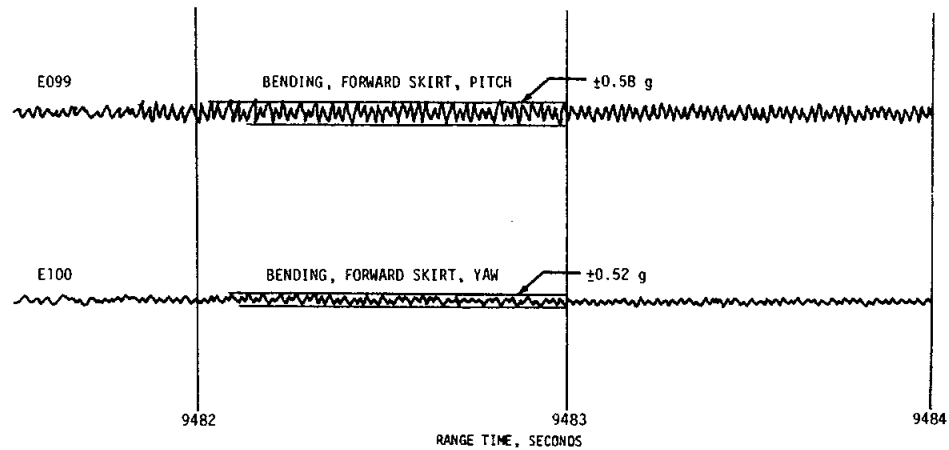 E099
BENDING, FORWARD SKIRT, PITCH
±0.58 g
E100
BENDING, FORWARD SKIRT, YAW
±0.52 g
9482
9483
9484
RANGE TIME, SECONDS